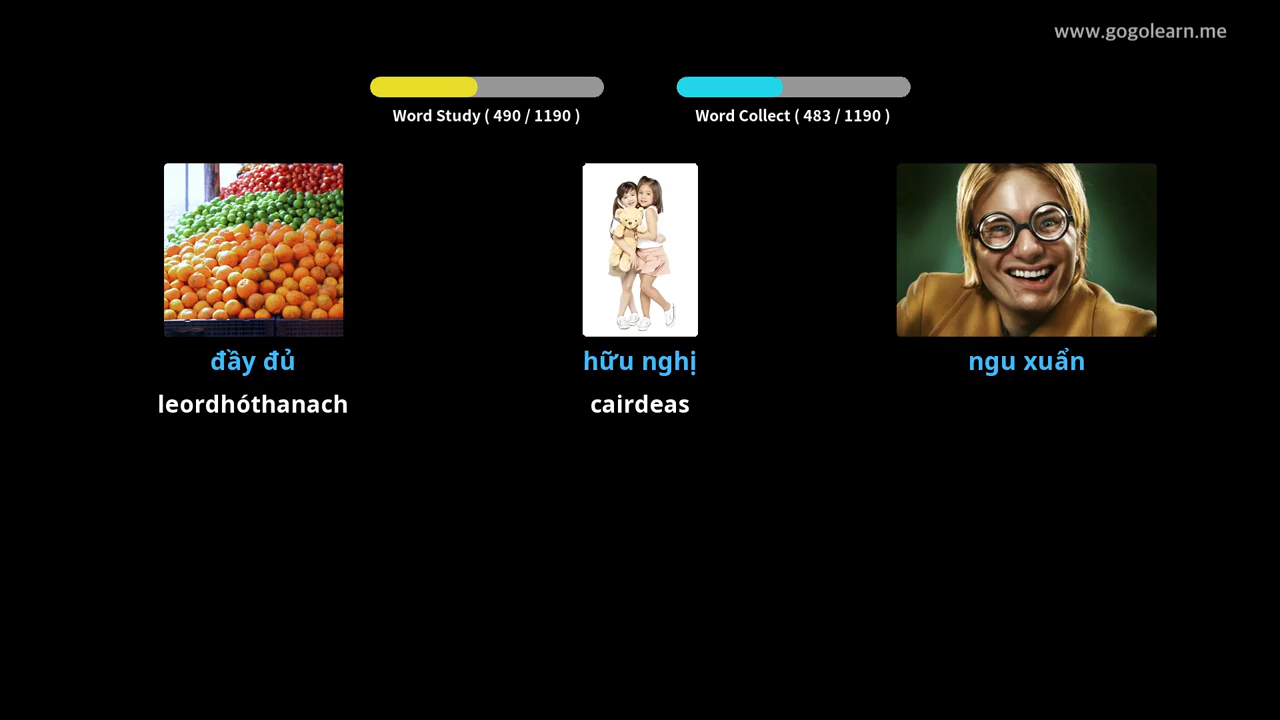 www.gogolearn.me
Word Study ( 490 / 1190 )
Word Collect ( 483 / 1190 )
đầy đủ
hữu nghị
ngu xuẩn
leordhóthanach
cairdeas